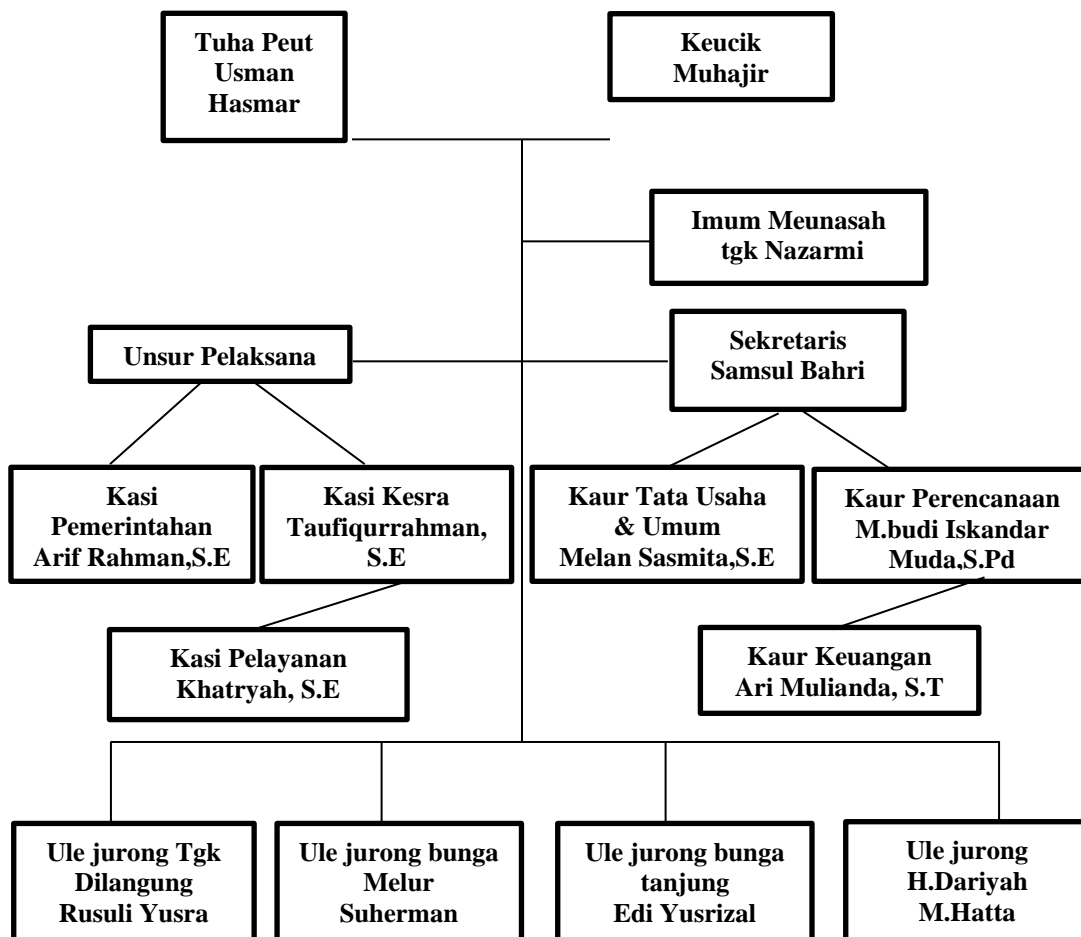 Tuha Peut
Usman
Hasmar
Keucik
Muhajir
Imum Meunasah
tgk Nazarmi
Unsur Pelaksana
Sekretaris
Samsul Bahri
Kasi
Pemerintahan
Arif Rahman,S.E
Kasi Kesra
Taufiqurrahman,
S.E
Kaur Tata Usaha
& Umum
Melan Sasmita,S.E
Kaur Perencanaan
M.budi Iskandar
Muda,S.Pd
Kasi Pelayanan
Khatryah, S.E
Kaur Keuangan
Ari Mulianda, S.T
Ule jurong Tgk
Dilangung
Rusuli Yusra
Ule jurong bunga
Melur
Suherman
Ule jurong bunga
tanjung
Edi Yusrizal
Ule jurong
H.Dariyah
M.Hatta